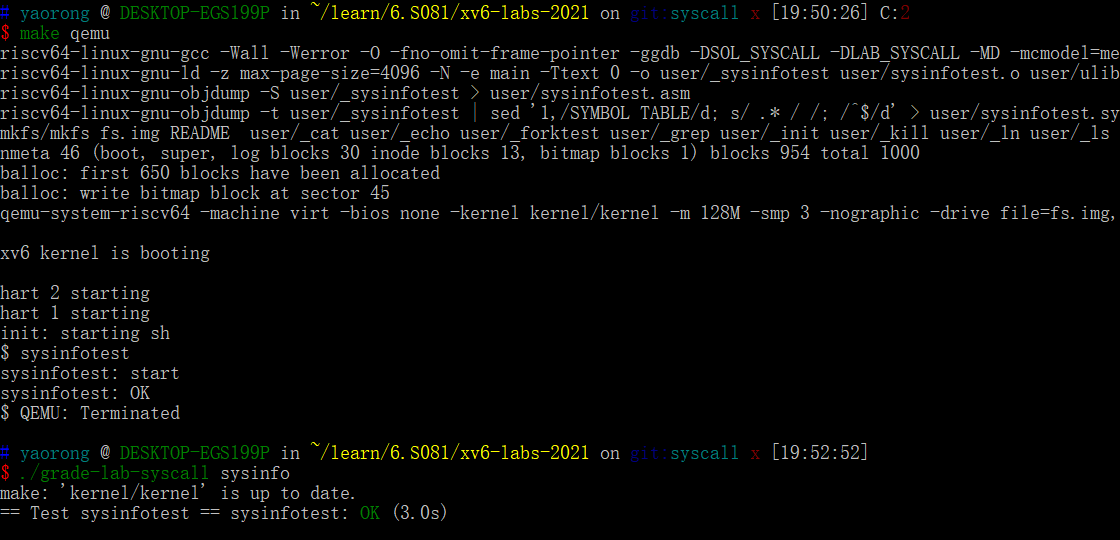 # yaorong @ DESKTOP-EGS199P in ~/learn/6.S081/xv6-labs-2021 on git:syscall x [19:50:26] C:2
$ make qemu
riscv64-linux-gnu-gcc -Wall -Werror -O -fno-omit-frame-pointer -ggdb -DSOL_SYSCALL -DLAB_SYSCALL -MD -mcmodel=me
riscv64-linux-gnu-ld -z max-page-size=4096 -N -e main -Ttext 0 -o user/_sysinfotest user/sysinfotest.o user/ulib
riscv64-linux-gnu-objdump -S user/_sysinfotest > user/sysinfotest.asm
riscv64-linux-gnu-objdump -t user/_sysinfotest | sed '1,/SYMBOL TABLE/d; s/ .* / /; /^$/d' > user/sysinfotest.sy
mkfs/mkfs fs.img README  user/_cat user/_echo user/_forktest user/_grep user/_init user/_kill user/_ln user/_ls
nmeta 46 (boot, super, log blocks 30 inode blocks 13, bitmap blocks 1) blocks 954 total 1000
balloc: first 650 blocks have been allocated
balloc: write bitmap block at sector 45
qemu-system-riscv64 -machine virt -bios none -kernel kernel/kernel -m 128M -smp 3 -nographic -drive file=fs.img,
xv6 kernel is booting
hart 2 starting
hart 1 starting
init: starting sh
$ sysinfotest
sysinfotest: start
sysinfotest: OK
$ QEMU: Terminated
# yaorong @ DESKTOP-EGS199P in ~/learn/6.S081/xv6-labs-2021 on git:syscall x [19:52:52]
$ ./grade-lab-syscall sysinfo
make: 'kernel/kernel' is up to date.
== Test sysinfotest == sysinfotest: OK (3.0s)